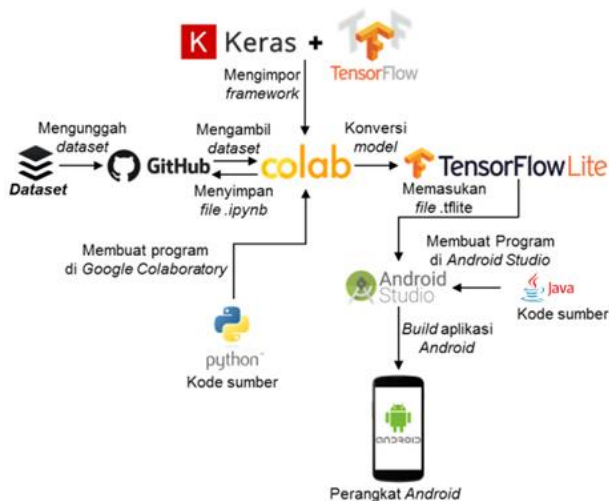 K Keras +
TensorFlow
Mengimpor
framework
Mengunggah
dataset
Mengambil
dataset
Konversi
model
Dataset
GitHub
colab
TensorFlow Lite
Menyimpan
file .ipynb
Memasukan
file .tflite
Membuat program
di Google Colaboratory
Membuat Program
di Android Studio
Android
Studio
Java
Kode sumber
python™
Kode sumber
Build aplikasi
Android
ANDROID
Perangkat Android